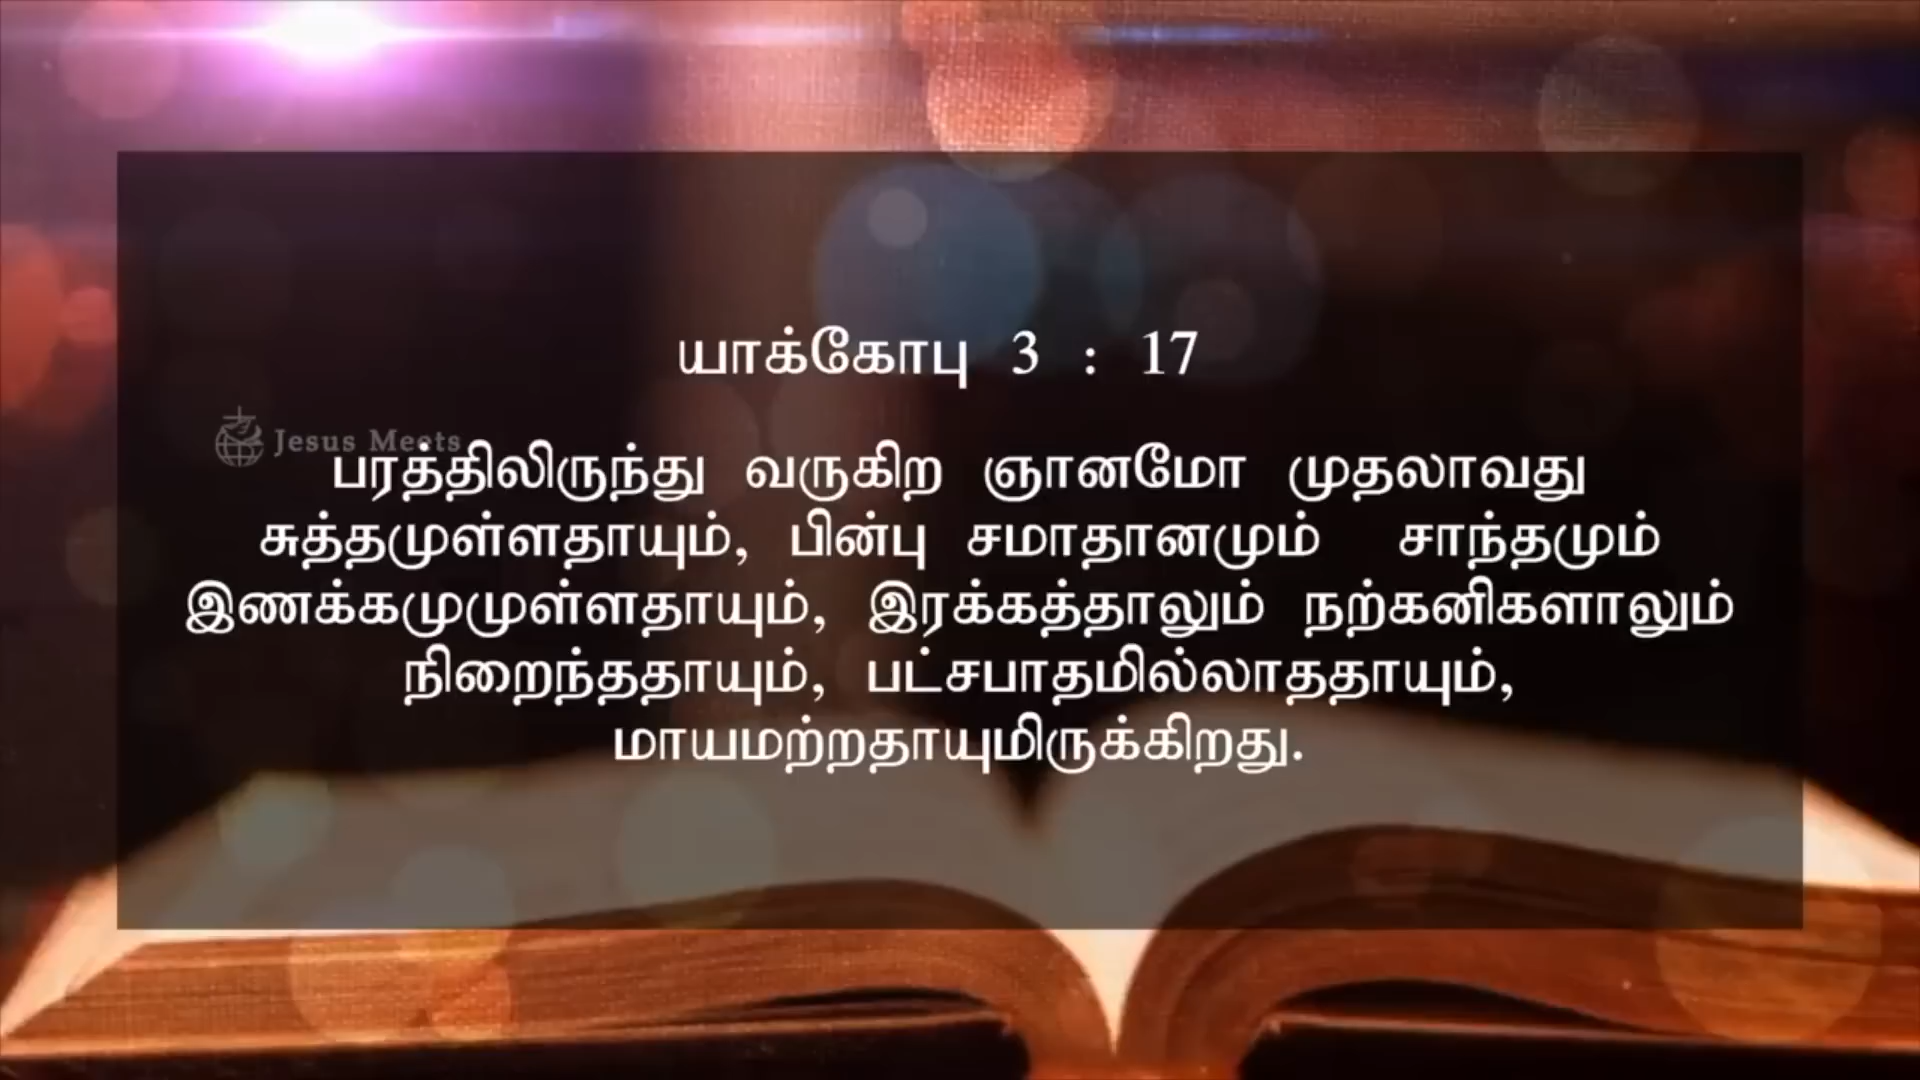 யாக்கோபு 3 : 17
Jesus Meets
பரத்திலிருந்து வருகிற ஞானமோ முதலாவது
சுத்தமுள்ளதாயும், பின்பு சமாதானமும் சாந்தமும்
இணக்கமுமுள்ளதாயும், இரக்கத்தாலும் நற்கனிகளாலும்
நிறைந்ததாயும், பட்சபாதமில்லாததாயும்,
மாயமற்றதாயுமிருக்கிறது.